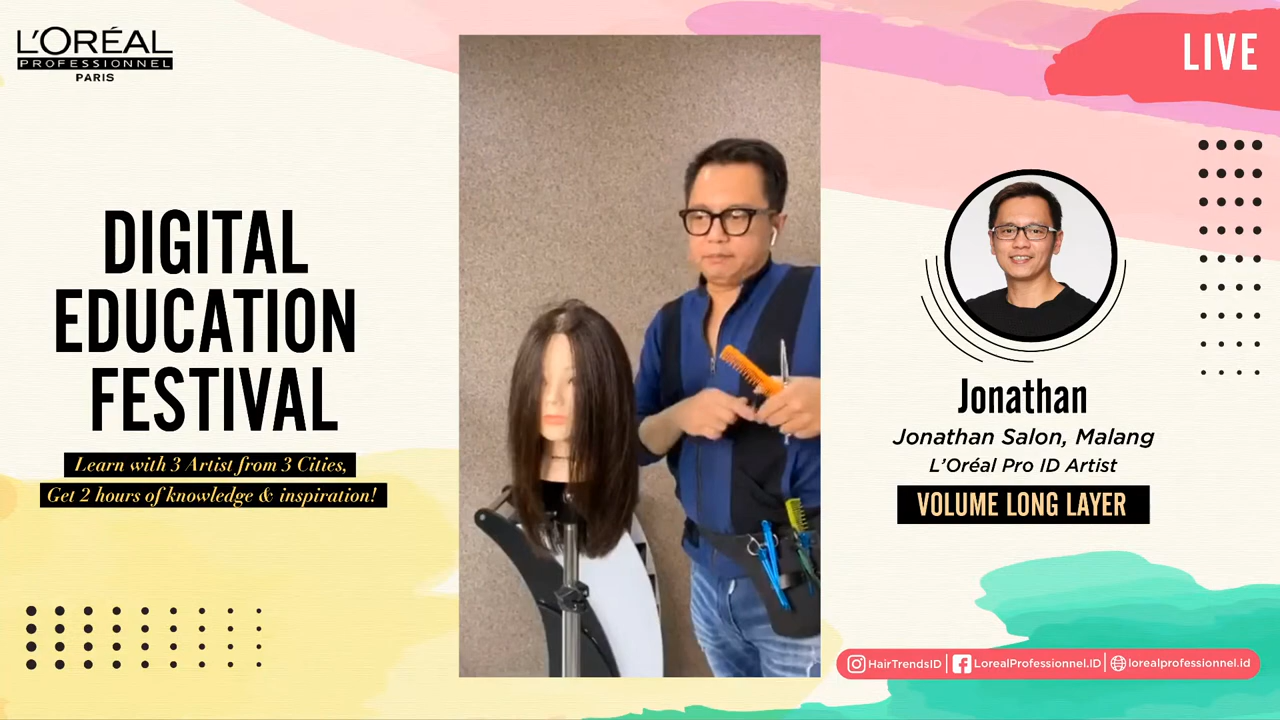 L'ORÉAL
PROFESSIONNEL
PARIS
LIVE
DIGITAL
EDUCATION
FESTIVAL
Learn with 3 Artist from 3 Cities,
Get 2 hours of knowledge & inspiration!
Jonathan
Jonathan Salon, Malang
L'Oréal Pro ID Artist
VOLUME LONG LAYER
HairTrendsID | LorealProfessionnel.ID | lorealprofessionnel.id